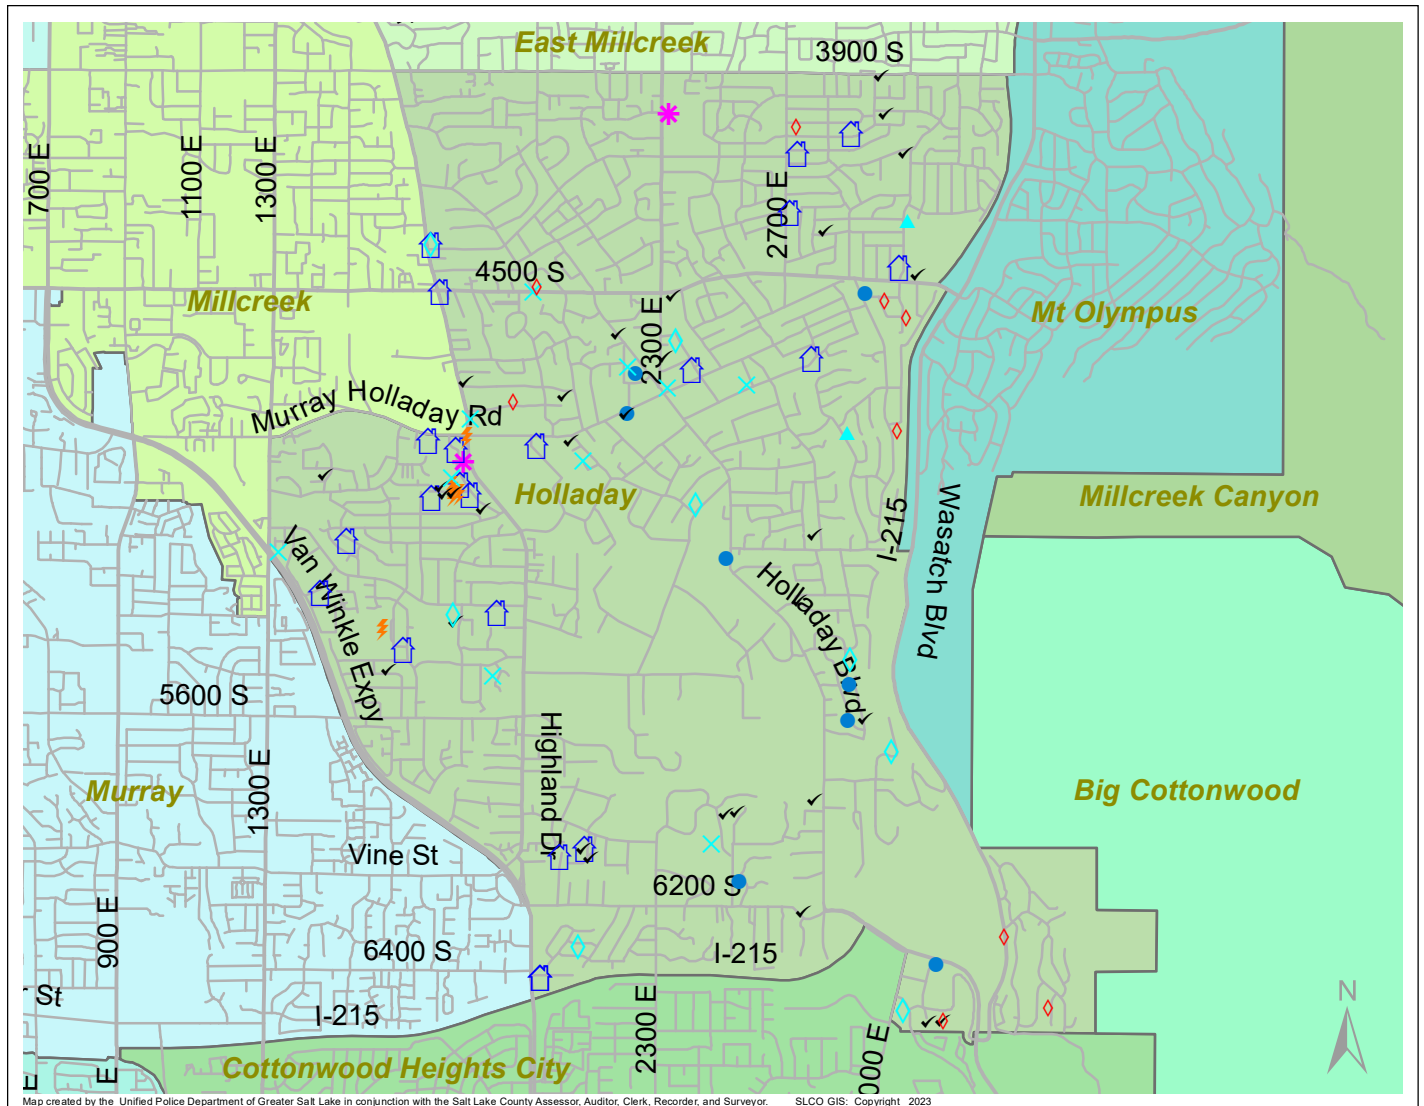 East Millcreek
3900 S
700 E
1100 E
1300 E
2700 E
4500 S
Millcreek
Mt Olympus
2300 E
Murray Holladay Rd
Holladay
Millcreek Canyon
I-215
Wasatch Blvd
Van Winkle Expy
Holladay Blvd
5600 S
Highland Dr
1300 E
Murray
Big Cottonwood
Vine St
6200 S
900 E
6400 S
I-215
St
I-215
2300 E
N
000 E
Cottonwood Heights City
E
E
Map created by the Unified Police Department of Greater Salt Lake in conjunction with the Salt Lake County Assessor, Auditor, Clerk, Recorder, and Surveyor. SLCO GIS: Copyright 2023